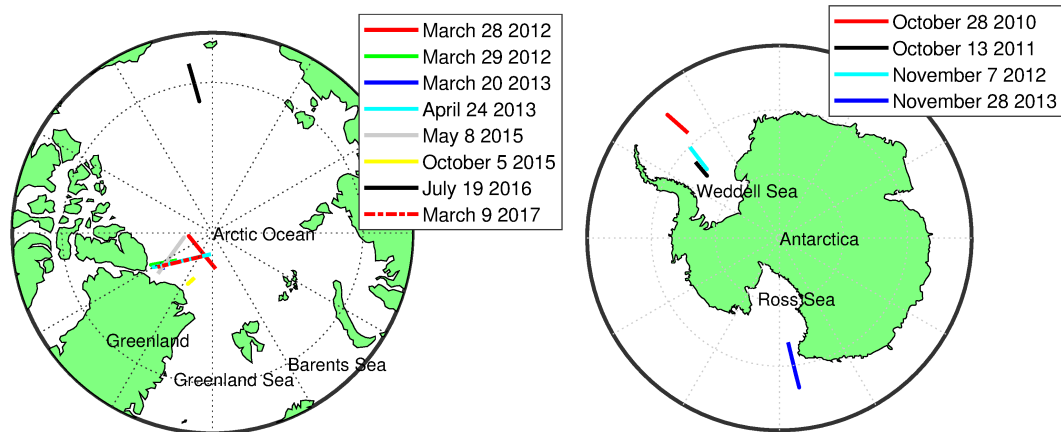 March 28 2012
March 29 2012
March 20 2013
April 24 2013
May 8 2015
October 5 2015
July 19 2016
March 9 2017
Arctic Ocean
Greenland
Barents Sea
Greenland Sea
October 28 2010
October 13 2011
November 7 2012
November 28 2013
Weddell Sea
Antarctica
Ross Sea